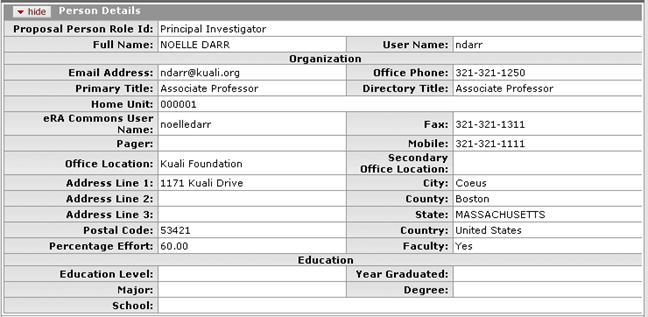 hide Person Details
Proposal Person Role Id: Principal Investigator
Full Name: NOELLE DARR User Name: ndarr
Organization
Email Address: ndarr@kuali.org Office Phone: 321-321-1250
Primary Title: Associate Professor Directory Title: Associate Professor
Home Unit: 000001
eRA Commons User
Name: noelledarr Fax: 321-321-1311
Pager: Mobile: 321-321-1111
Office Location: Kuali Foundation Secondary
Office Location:
Address Line 1: 1171 Kuali Drive City: Coeus
Address Line 2: County: Boston
Address Line 3: State: MASSACHUSETTS
Postal Code: 53421 Country: United States
Percentage Effort: 60.00 Faculty: Yes
Education
Education Level: Year Graduated:
Major: Degree:
School: